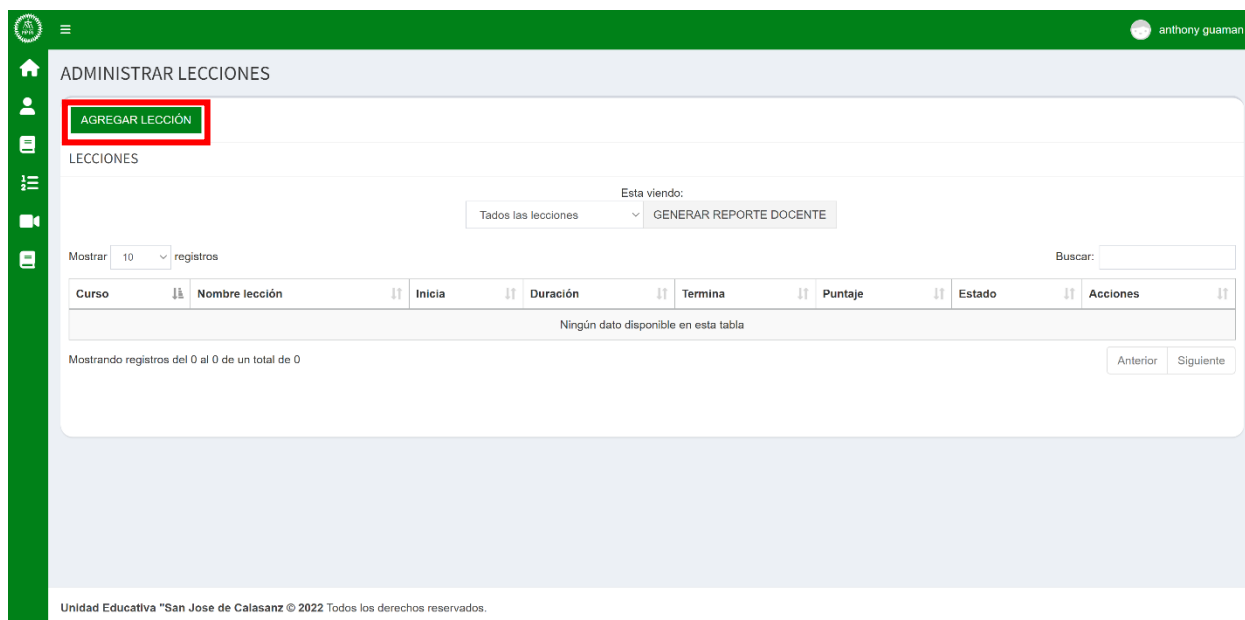 anthony guaman
ADMINISTRAR LECCIONES
AGREGAR LECCIÓN
LECCIONES
Esta viendo:
Tados las lecciones GENERAR REPORTE DOCENTE
Mostrar 10 registros Buscar:
Curso Nombre lección Inicia Duración Termina Puntaje Estado Acciones
Ningún dato disponible en esta tabla
Mostrando registros del 0 al 0 de un total de 0 Anterior Siguiente
Unidad Educativa "San Jose de Calasanz © 2022 Todos los derechos reservados.